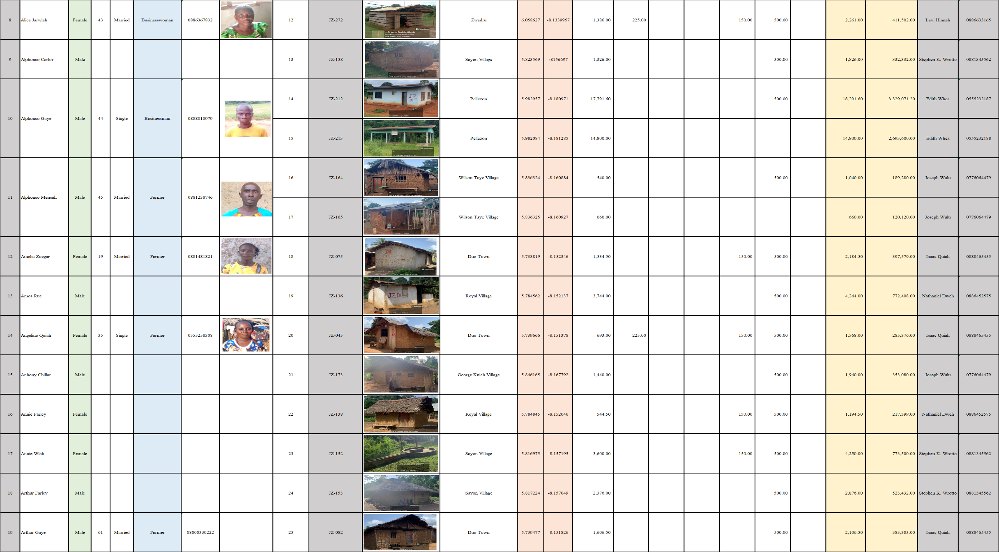 8 Alice Jarwleh Female 43 Married Businesswoman 0886367832 12 JZ-272 Zwedru 6.058627 -8.1339957 1,386.00 225.00 150.00 500.00 2,261.00 411,502.00 Levi Hinneh 0886633165
GPS Map Camera
--,Grande Gedeh,Liberia
9 Alphonso Carlor Male 13 JZ-158 Sayon Village 5.823569 -8156697 1,326.00 500.00 1,826.00 332,332.00 Stephen K. Wrotto 0881345562
10 Alphonso Gaye Male 44 Single Businessman 0888010979 14 JZ-212 Pellezon 5.982957 -8.180971 17,791.60 500.00 18,291.60 3,329,071.20 Edith Whea 0555232187
JZ
212
15 JZ-213 Pellezon 5.982084 -8.181285 14,800.00 14,800.00 2,693,600.00 Edith Whea 0555232188
11 Alphonso Mensah Male 45 Married Farmer 0881238746 16 JZ-164 Wilson Taye Village 5.836324 -8.160884 540.00 500.00 1,040.00 189,280.00 Joseph Wulu 0776064479
17 JZ-165 Wilson Taye Village 5.836325 -8.160927 660.00 660.00 120,120.00 Joseph Wulu 0776064479
12 Amelia Zoegar Female 19 Married Farmer 0881481821 18 JZ-075 Duo Town 5.738819 -8.152346 1,534.50 150.00 500.00 2,184.50 397,579.00 Isaac Quiah 0888465455
13 Amos Rue Male 19 JZ-136 Royal Village 5.784562 -8.152137 3,744.00 500.00 4,244.00 772,408.00 Nathaniel Dweh 0886452575
JZ-136
14 Angeline Quiah Female 35 Single Farmer 0555258308 20 JZ-045 Duo Town 5.739666 -8.151378 693.00 225.00 150.00 500.00 1,568.00 285,376.00 Isaac Quiah 0888465455
15 Anhony Chillar Male 21 JZ-173 George Kuiah Village 5.846165 -8.167792 1,440.00 500.00 1,940.00 353,080.00 Joseph Wulu 0776064479
16 Annie Farley Female 22 JZ-138 Royal Village 5.784845 -8.152046 544.50 150.00 500.00 1,194.50 217,399.00 Nathaniel Dweh 0886452575
17 Annie Wiah Female 23 JZ-152 Sayon Village 5.816975 -8.157195 3,600.00 150.00 500.00 4,250.00 773,500.00 Stephen K. Wrotto 0881345562
18 Arthur Farley Male 24 JZ-153 Sayon Village 5.817224 -8.157049 2,376.00 500.00 2,876.00 523,432.00 Stephen K. Wrotto 0881345562
19 Arthur Gaye Male 61 Married Farmer 08800339222 25 JZ-082 Duo Town 5.739477 -8.151826 1,606.50 500.00 2,106.50 383,383.00 Isaac Quiah 0888465455